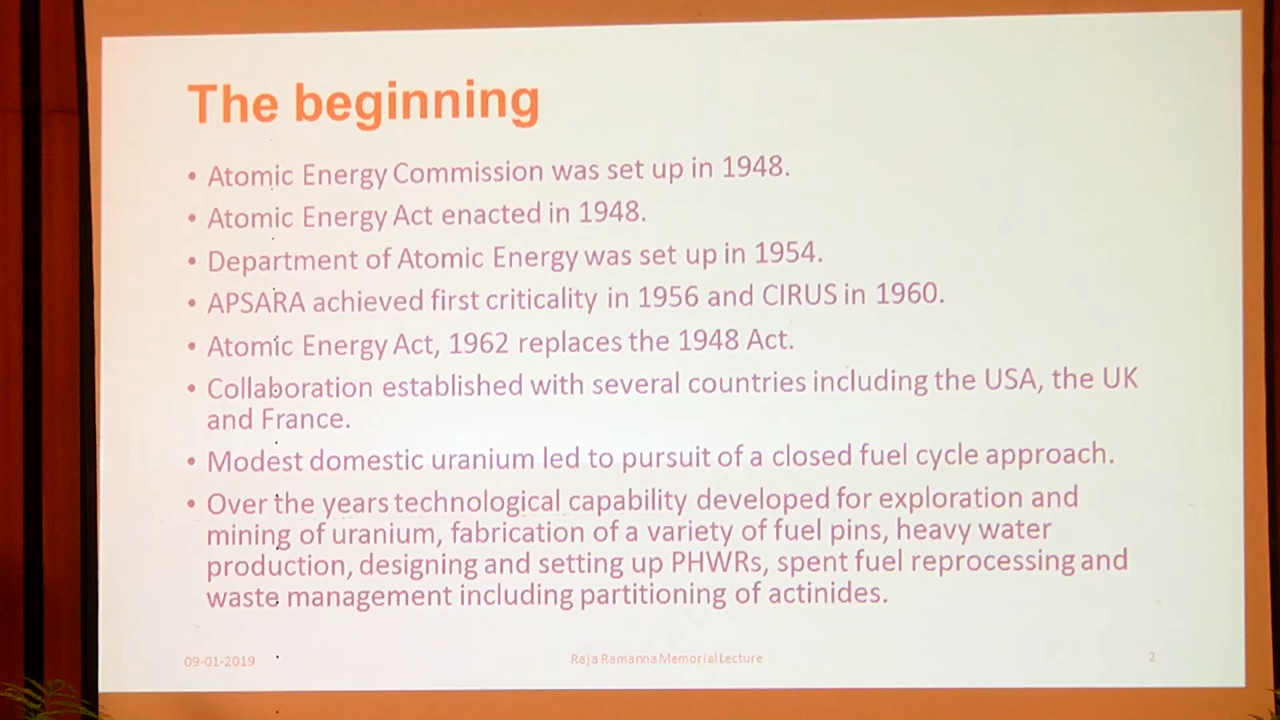 The beginning
• Atomic Energy Commission was set up in 1948.
• Atomic Energy Act enacted in 1948.
• Department of Atomic Energy was set up in 1954.
• APSARA achieved first criticality in 1956 and CIRUS in 1960.
• Atomic Energy Act, 1962 replaces the 1948 Act.
• Collaboration established with several countries including the USA, the UK
and France.
• Modest domestic uranium led to pursuit of a closed fuel cycle approach.
• Over the years technological capability developed for exploration and
mining of uranium, fabrication of a variety of fuel pins, heavy water
production, designing and setting up PHWRs, spent fuel reprocessing and
waste management including partitioning of actinides.
09-01-2019 Raja Ramanna Memorial Lecture 2